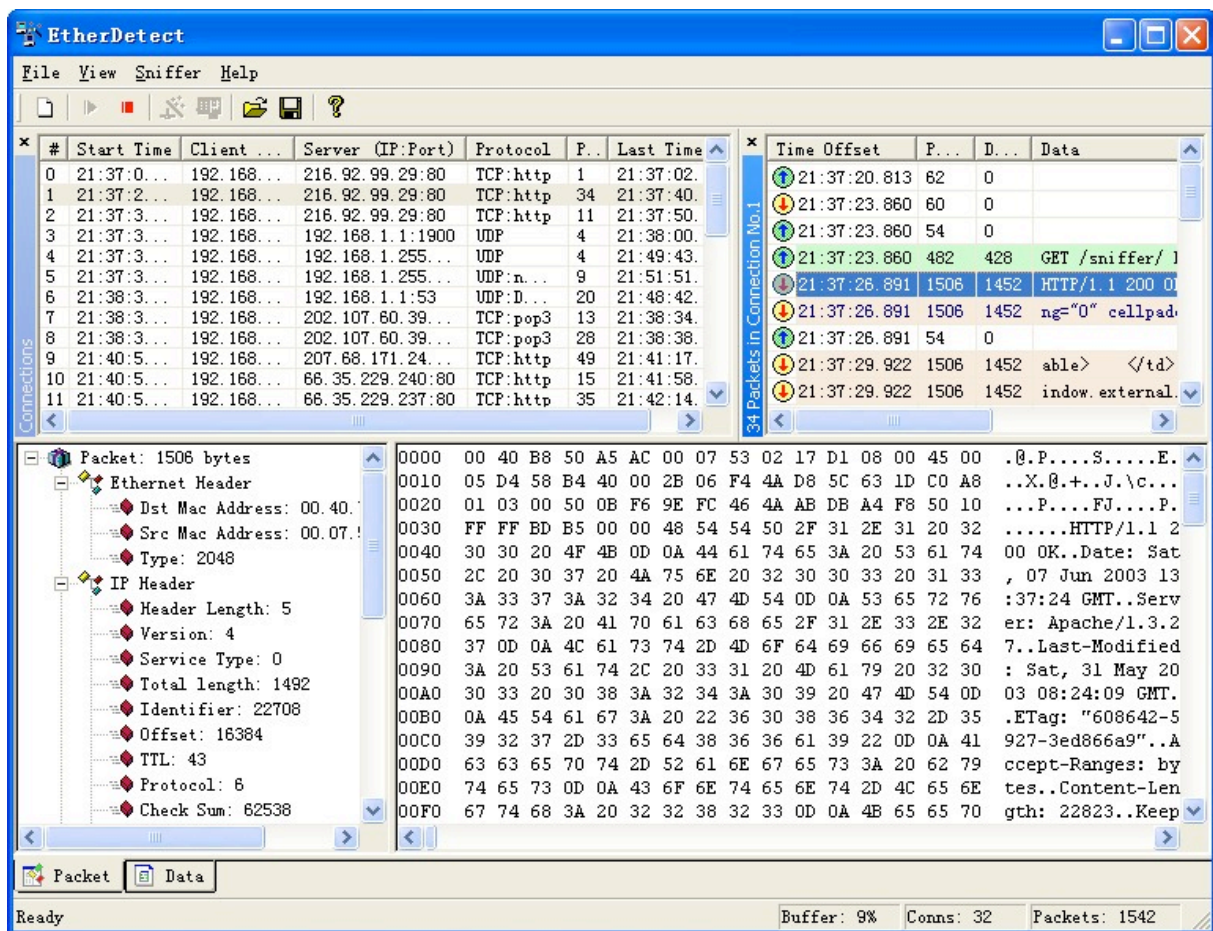 EtherDetect
File View Sniffer Help
# Start Time Client ... Server (IP:Port) Protocol P.. Last Time
0 21:37:0... 192.168... 216.92.99.29:80 TCP:http 1 21:37:02.
1 21:37:2... 192.168... 216.92.99.29:80 TCP:http 34 21:37:40.
2 21:37:3... 192.168... 216.92.99.29:80 TCP:http 11 21:37:50.
3 21:37:3... 192.168... 192.168.1.1:1900 UDP 4 21:38:00.
4 21:37:3... 192.168... 192.168.1.255... UDP 4 21:49:43.
5 21:37:3... 192.168... 192.168.1.255... UDP:n... 9 21:51:51.
6 21:38:3... 192.168... 192.168.1.1:53 UDP:D... 20 21:48:42.
7 21:38:3... 192.168... 202.107.60.39... TCP:pop3 13 21:38:34.
8 21:38:3... 192.168... 202.107.60.39... TCP:pop3 28 21:38:38.
9 21:40:5... 192.168... 207.68.171.24... TCP:http 49 21:41:17.
10 21:40:5... 192.168... 66.35.229.240:80 TCP:http 15 21:41:58.
11 21:40:5... 192.168... 66.35.229.237:80 TCP:http 35 21:42:14.
Connections
34 Packets in Connection No.1
Time Offset P... D... Data
21:37:20.813 62 0
21:37:23.860 60 0
21:37:23.860 54 0
21:37:23.860 482 428 GET /sniffer/
21:37:26.891 1506 1452 HTTP/1.1 200
21:37:26.891 1506 1452 ng="0"
21:37:26.891 54 0
21:37:29.922 1506 1452 able> </td>
21:37:29.922 1506 1452 indow.external.
Packet: 1506 bytes
Ethernet Header
Dst Mac Address: 00.40.
Src Mac Address: 00.07.
Type: 2048
IP Header
Header Length: 5
Version: 4
Service Type: 0
Total length: 1492
Identifier: 22708
Offset: 16384
TTL: 43
Protocol: 6
Check Sum: 62538
0000 00 40 B8 50 A5 AC 00 07 53 02 17 D1 08 00 45 00 .@.P....S.....E.
0010 05 D4 58 B4 40 00 2B 06 F4 4A D8 5C 63 1D C0 A8 ..X.@.+..J.\c...
0020 01 03 00 50 0B F6 9E FC 46 4A AB DB A4 F8 50 10 ...P....FJ....P.
0030 FF FF BD B5 00 00 48 54 54 50 2F 31 2E 31 20 32 ......HTTP/1.1 2
0040 30 30 20 4F 4B 0D 0A 44 61 74 65 3A 20 53 61 74 00 OK..Date: Sat
0050 2C 20 30 37 20 4A 75 6E 20 32 30 30 33 20 31 33 , 07 Jun 2003 13
0060 3A 33 37 3A 32 34 20 47 4D 54 0D 0A 53 65 72 76 :37:24 GMT..Serv
0070 65 72 3A 20 41 70 61 63 68 65 2F 31 2E 33 2E 32 er: Apache/1.3.2
0080 37 0D 0A 4C 61 73 74 2D 4D 6F 64 69 66 69 65 64 7..Last-Modified
0090 3A 20 53 61 74 2C 20 33 31 20 4D 61 79 20 32 30 : Sat, 31 May 20
00A0 30 33 20 30 38 3A 32 34 3A 30 39 20 47 4D 54 0D 03 08:24:09 GMT.
00B0 0A 45 54 61 67 3A 20 22 36 30 38 36 34 32 2D 35 .ETag: "608642-5
00C0 39 32 37 2D 33 65 64 38 36 36 61 39 22 0D 0A 41 927-3ed866a9"..A
00D0 63 63 65 70 74 2D 52 61 6E 67 65 73 3A 20 62 79 ccept-Ranges: by
00E0 74 65 73 0D 0A 43 6F 6E 74 65 6E 74 2D 4C 65 6E tes..Content-Len
00F0 67 74 68 3A 20 32 32 38 32 33 0D 0A 4B 65 65 70 gth: 22823..Keep
Packet Data
Ready Buffer: 9% Conns: 32 Packets: 1542